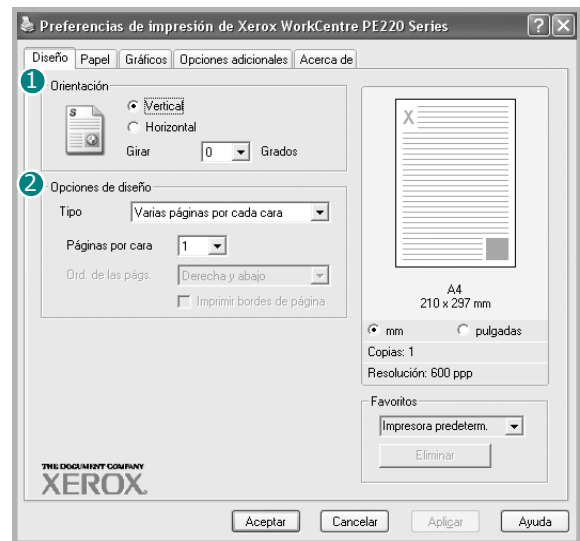 Preferencias de impresión de Xerox WorkCentre PE220 Series
Diseño Papel Gráficos Opciones adicionales Acerca de
1
Orientación
S
Vertical
Horizontal
Girar 0 Grados
2
Opciones de diseño
Tipo Varias páginas por cada cara
Páginas por cara 1
Ord. de las págs. Derecha y abajo
Imprimir bordes de página
X
A4
210 x 297 mm
mm pulgadas
Copias: 1
Resolución: 600 ppp
Favoritos
Impresora predeterm.
Eliminar
THE DOCUMENT COMPANY
XEROX.
Aceptar Cancelar Aplicar Ayuda